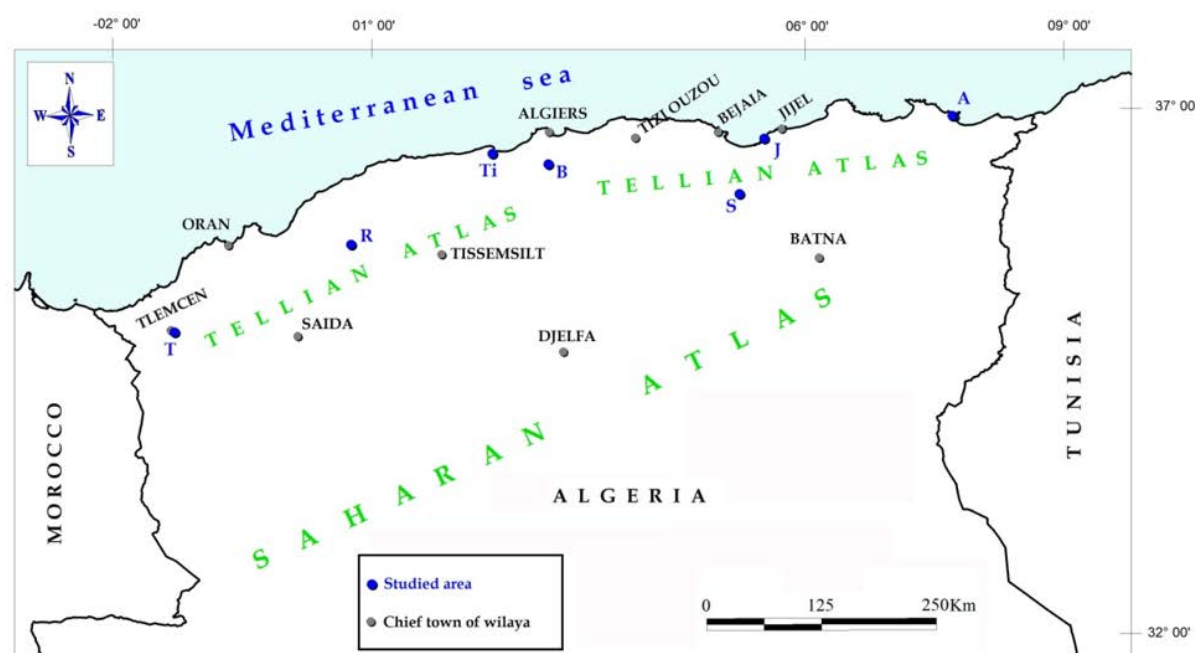 -02° 00'
01° 00'
06° 00'
09° 00'
N
W E
S
Mediterranean sea
ALGIERS
TIZI OUZOU
BEJAIA
JIJEL
A
37° 00'
Ti
B
J
TELLIAN ATLAS
S
ORAN
R
TELLIAN ATLAS
TISSEMSILT
BATNA
TLEMCEN
T
SAIDA
DJELFA
SAHARAN ATLAS
MOROCCO
TUNISIA
ALGERIA
Studied area
Chief town of wilaya
0 125 250Km
32° 00'